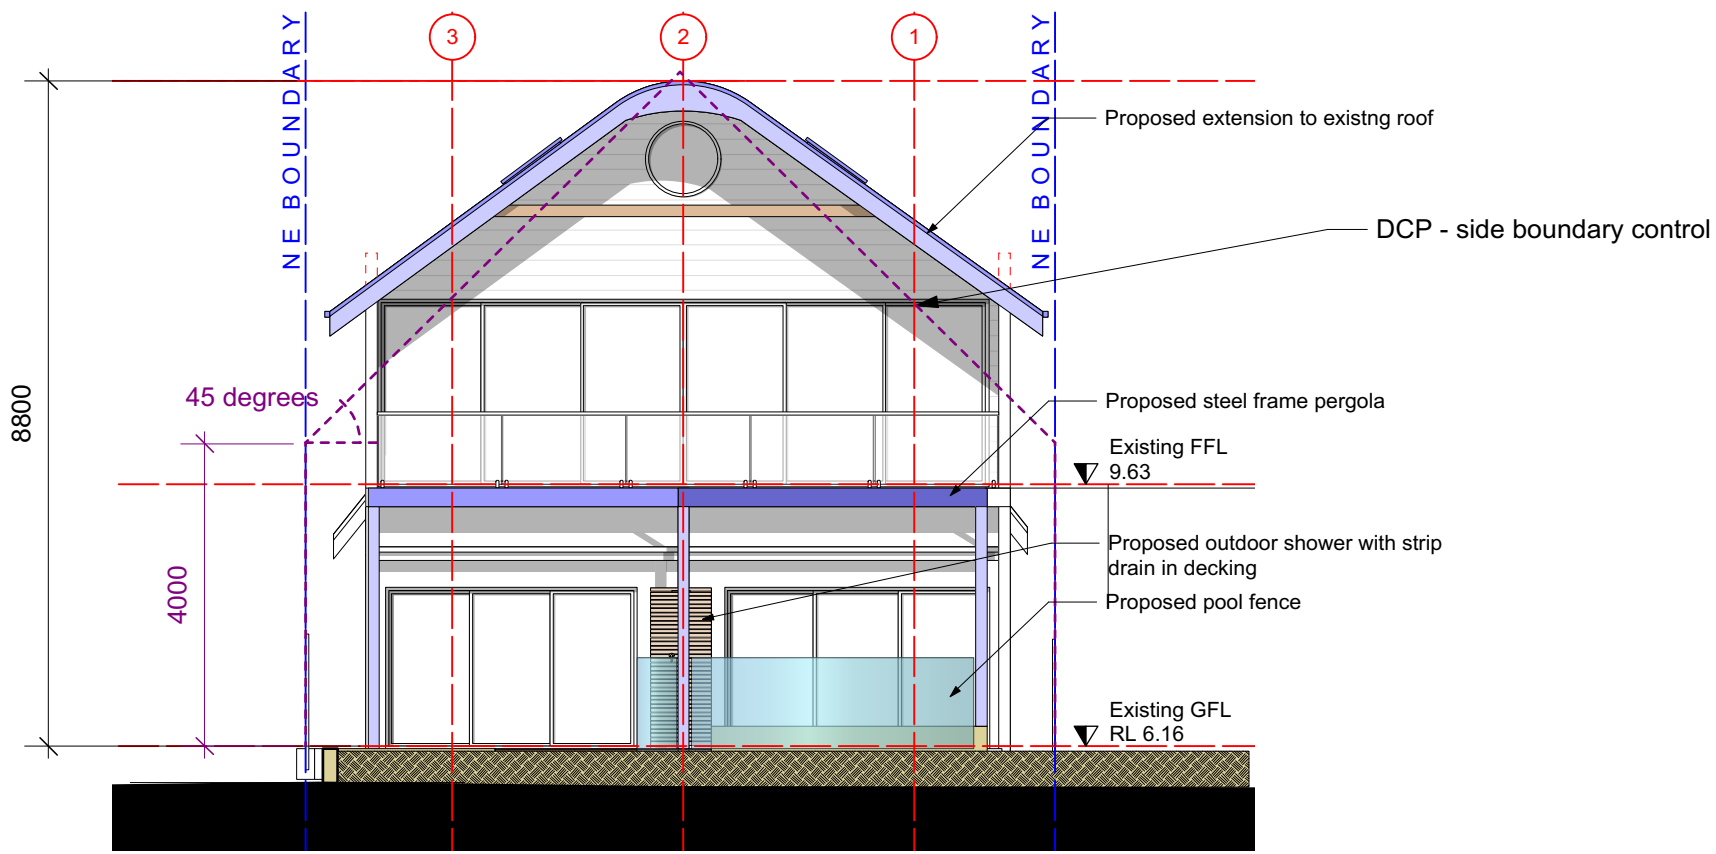 3
2
1
NE BOUNDARY
NE BOUNDARY
Proposed extension to existng roof
DCP - side boundary control
45 degrees
8800
Proposed steel frame pergola
Existing FFL
9.63
4000
Proposed outdoor shower with strip
drain in decking
Proposed pool fence
Existing GFL
RL 6.16